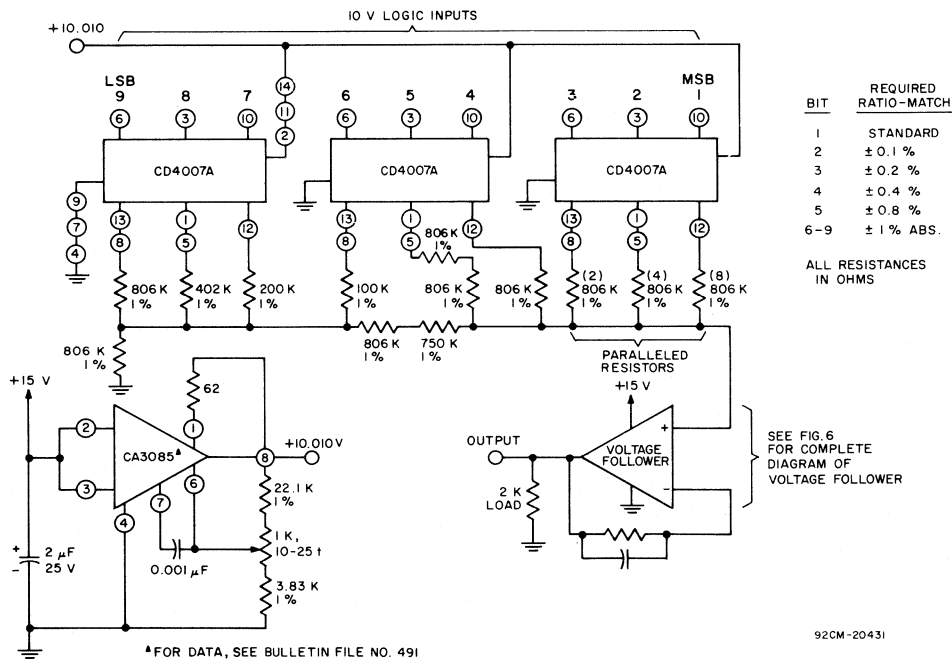 10 V LOGIC INPUTS
+10.010
LSB
9 8 7
6 5 4
3 2
MSB
1
6 3 10
14
11
2
6 3 10
6 3 10
CD4007A
CD4007A
CD4007A
9
7
4
13
8
1
5
12
13
8
1
5
12
13
8
1
5
12
806 K
1%
806 K
1%
402 K
1%
200 K
1%
100 K
1%
806 K
1%
806 K
1%
(2)
806 K
1%
(4)
806 K
1%
(8)
806 K
1%
806 K
1%
750 K
1%
PARALLELED
RESISTORS
806 K
1%
BIT REQUIRED RATIO-MATCH
1 STANDARD
2 ± 0.1 %
3 ± 0.2 %
4 ± 0.4 %
5 ± 0.8 %
6-9 ± 1% ABS.
ALL RESISTANCES
IN OHMS
+15 V
62
2
3
CA3085▲
1
8
+10.010V
7
6
4
22.1 K
1%
1 K,
10-25 t
0.001 µF
3.83 K
1%
+
-
2 µF
25 V
▲FOR DATA, SEE BULLETIN FILE NO. 491
+15 V
OUTPUT
VOLTAGE
FOLLOWER
+
-
2 K
LOAD
SEE FIG. 6
FOR COMPLETE
DIAGRAM OF
VOLTAGE FOLLOWER
92CM-20431